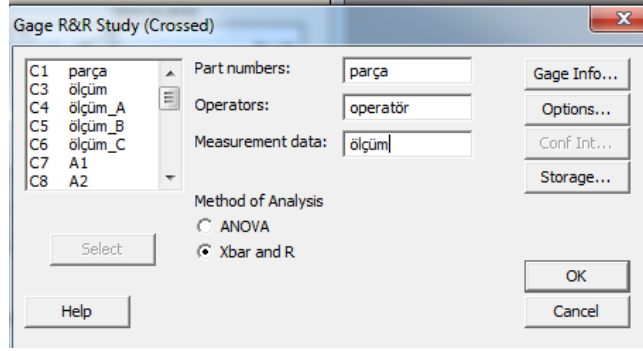 Gage R&R Study (Crossed)
C1 parça
C3 ölçüm
C4 ölçüm_A
C5 ölçüm_B
C6 ölçüm_C
C7 A1
C8 A2
Part numbers: parça
Operators: operatör
Measurement data: ölçüm
Method of Analysis
ANOVA
Xbar and R
Select
Help
Gage Info...
Options...
Conf Int...
Storage...
OK
Cancel